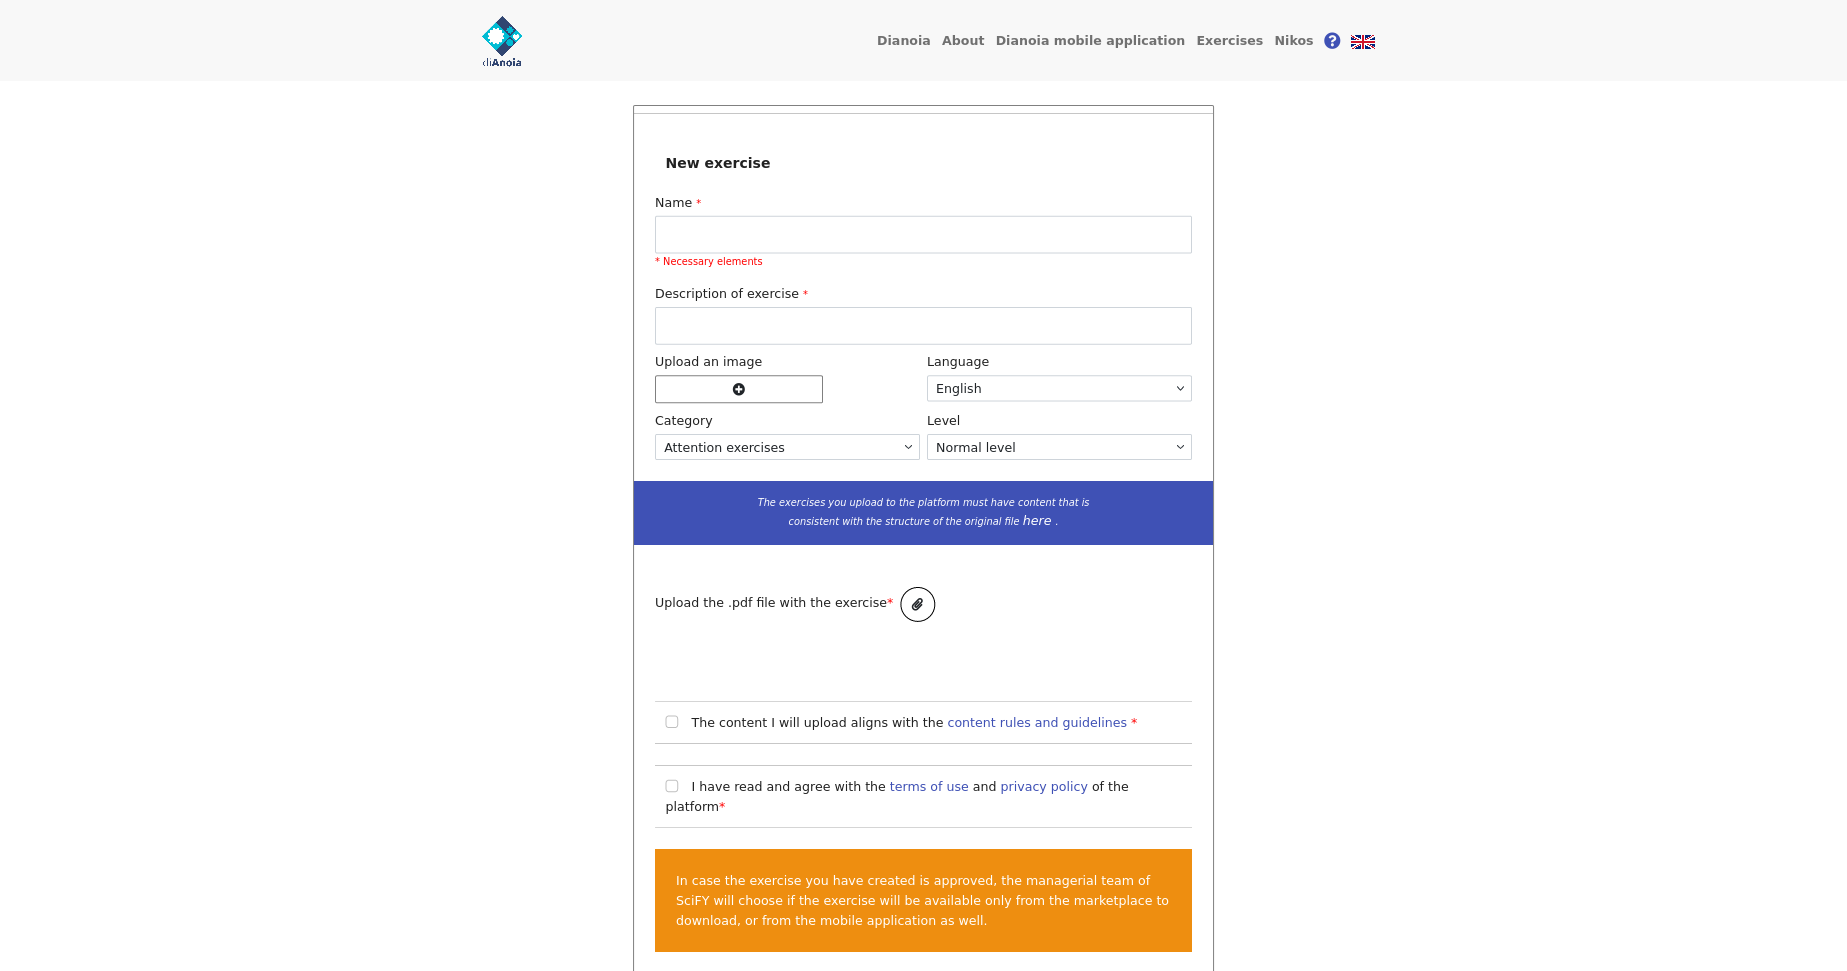 diAnoia
Dianoia About Dianoia mobile application Exercises Nikos ?
New exercise
Name *
* Necessary elements
Description of exercise *
Upload an image
Language
English
Category
Level
Attention exercises
Normal level
The exercises you upload to the platform must have content that is
consistent with the structure of the original file here .
Upload the .pdf file with the exercise*
The content I will upload aligns with the content rules and guidelines *
I have read and agree with the terms of use and privacy policy of the
platform*
In case the exercise you have created is approved, the managerial team of
SciFY will choose if the exercise will be available only from the marketplace to
download, or from the mobile application as well.